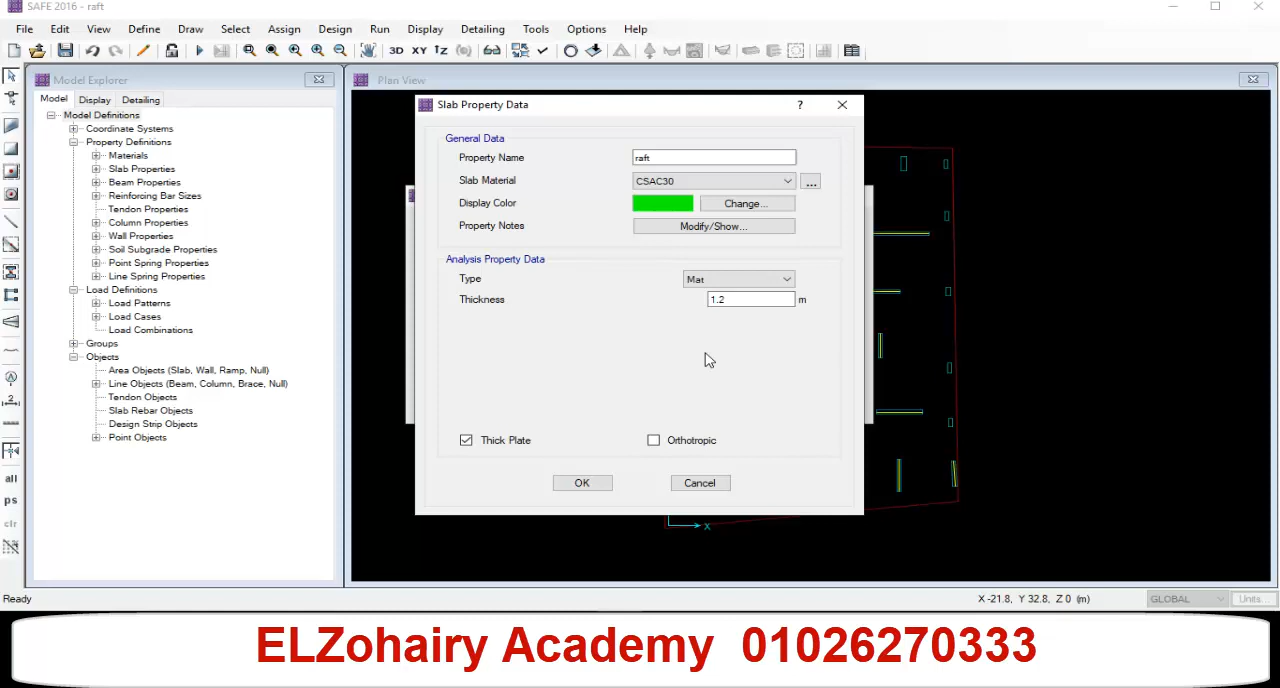 SAFE 2016 - raft
File Edit View Define Draw Select Assign Design Run Display Detailing Tools Options Help
3D XY
Model Explorer
Plan View
Model Display Detailing
Model Definitions
Coordinate Systems
Property Definitions
Materials
Slab Properties
Beam Properties
Reinforcing Bar Sizes
Tendon Properties
Column Properties
Wall Properties
Soil Subgrade Properties
Point Spring Properties
Line Spring Properties
Load Definitions
Load Patterns
Load Cases
Load Combinations
Groups
Objects
Area Objects (Slab, Wall, Ramp, Null)
Line Objects (Beam, Column, Brace, Null)
Tendon Objects
Slab Rebar Objects
Design Strip Objects
Point Objects
all
ps
clr
Slab Property Data
?
General Data
Property Name raft
Slab Material CSAC30 ...
Display Color Change...
Property Notes Modify/Show...
Analysis Property Data
Type Mat
Thickness 1.2 m
Thick Plate Orthotropic
OK Cancel
X
Ready X -21.8, Y 32.8, Z 0 (m) GLOBAL Units...
ELZohairy Academy 01026270333